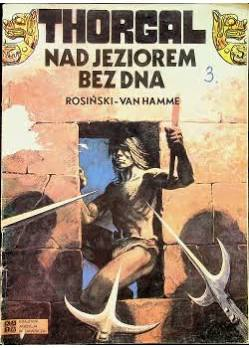 THORGAL
NAD JEZIOREM
BEZ DNA
ROSIŃSKI-VAN HAMME
3.